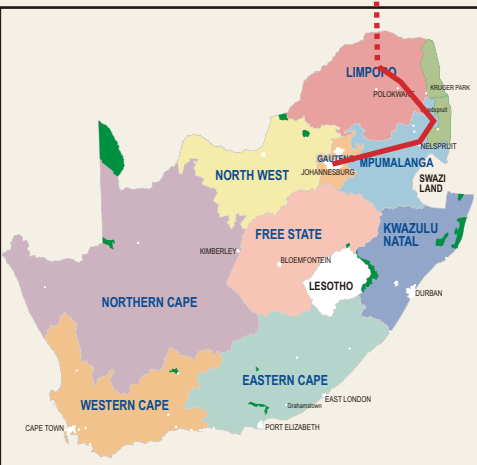 LIMPOPO
KRUGER PARK
POLOKWANE
NELSPRUIT
GAUTENG
MPUMALANGA
JOHANNESBURG
NORTH WEST
SWAZI
LAND
KWAZULU
NATAL
FREE STATE
KIMBERLEY
BLOEMFONTEIN
LESOTHO
DURBAN
NORTHERN CAPE
EASTERN CAPE
WESTERN CAPE
EAST LONDON
Grahamstown
CAPE TOWN
PORT ELIZABETH